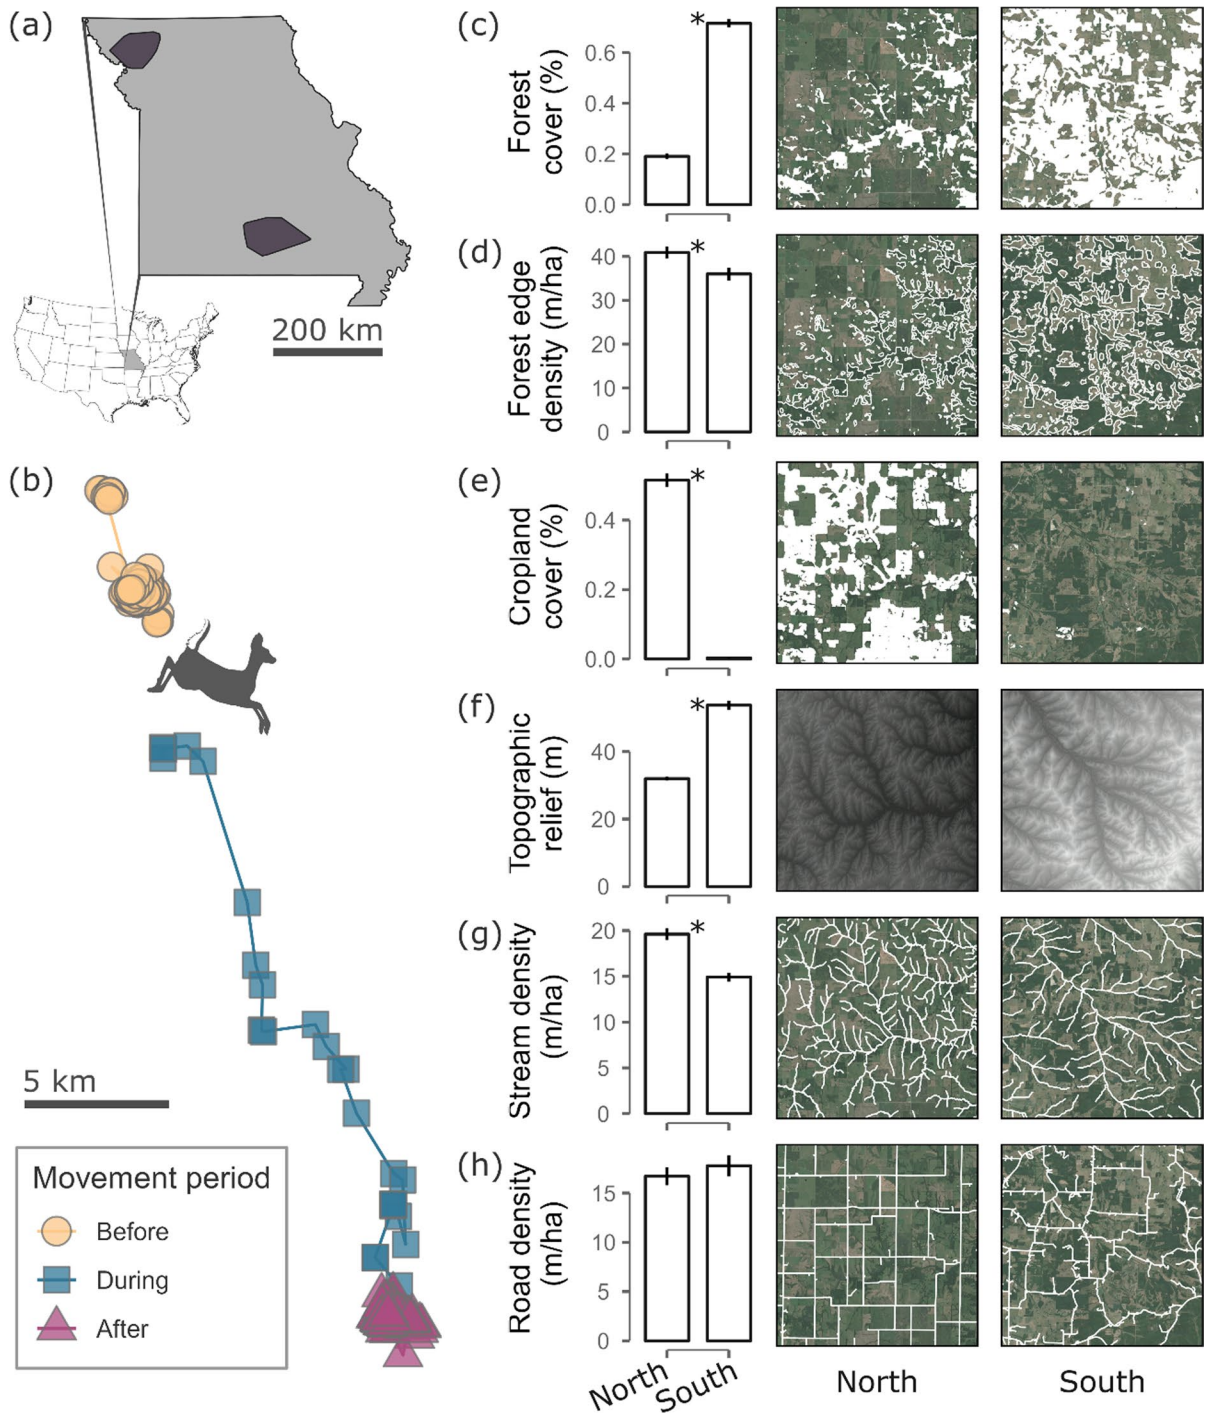 (a)
200 km
(b)
5 km
Movement period
Before
During
After
(c)
Forest
cover (%)
0.6
0.4
0.2
0.0
*
(d)
Forest edge
density (m/ha)
40
30
20
10
0
*
(e)
Cropland
cover (%)
0.4
0.2
0.0
*
(f)
Topographic
relief (m)
40
20
0
*
(g)
Stream density
(m/ha)
20
15
10
5
0
*
(h)
Road density
(m/ha)
15
10
5
0
North
South
North
South